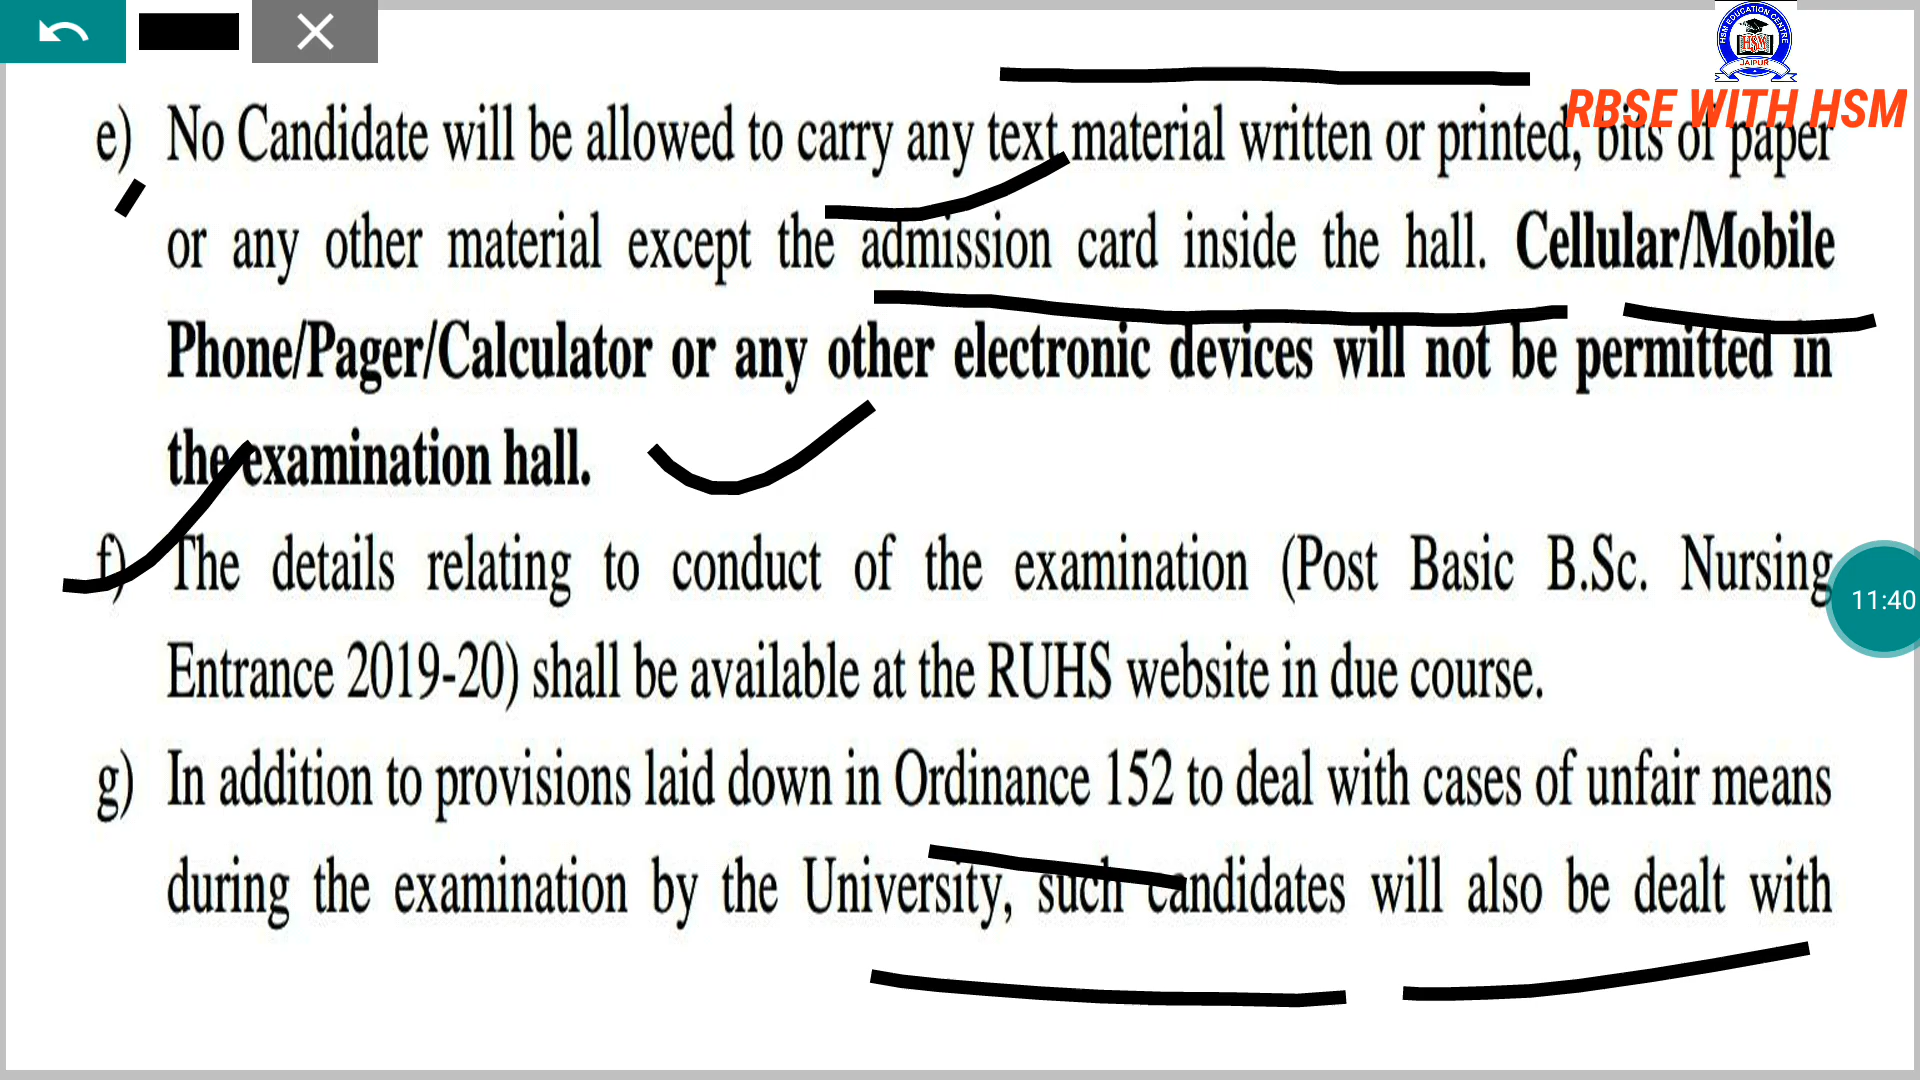 HSM EDUCATION CENTRE
HSM
JAIPUR
RBSE WITH HSM
e) No Candidate will be allowed to carry any text material written or printed, bits of paper
or any other material except the admission card inside the hall. Cellular/Mobile
Phone/Pager/Calculator or any other electronic devices will not be permitted in
the examination hall.
f) The details relating to conduct of the examination (Post Basic B.Sc. Nursing
11:40
Entrance 2019-20) shall be available at the RUHS website in due course.
g) In addition to provisions laid down in Ordinance 152 to deal with cases of unfair means
during the examination by the University, such candidates will also be dealt with